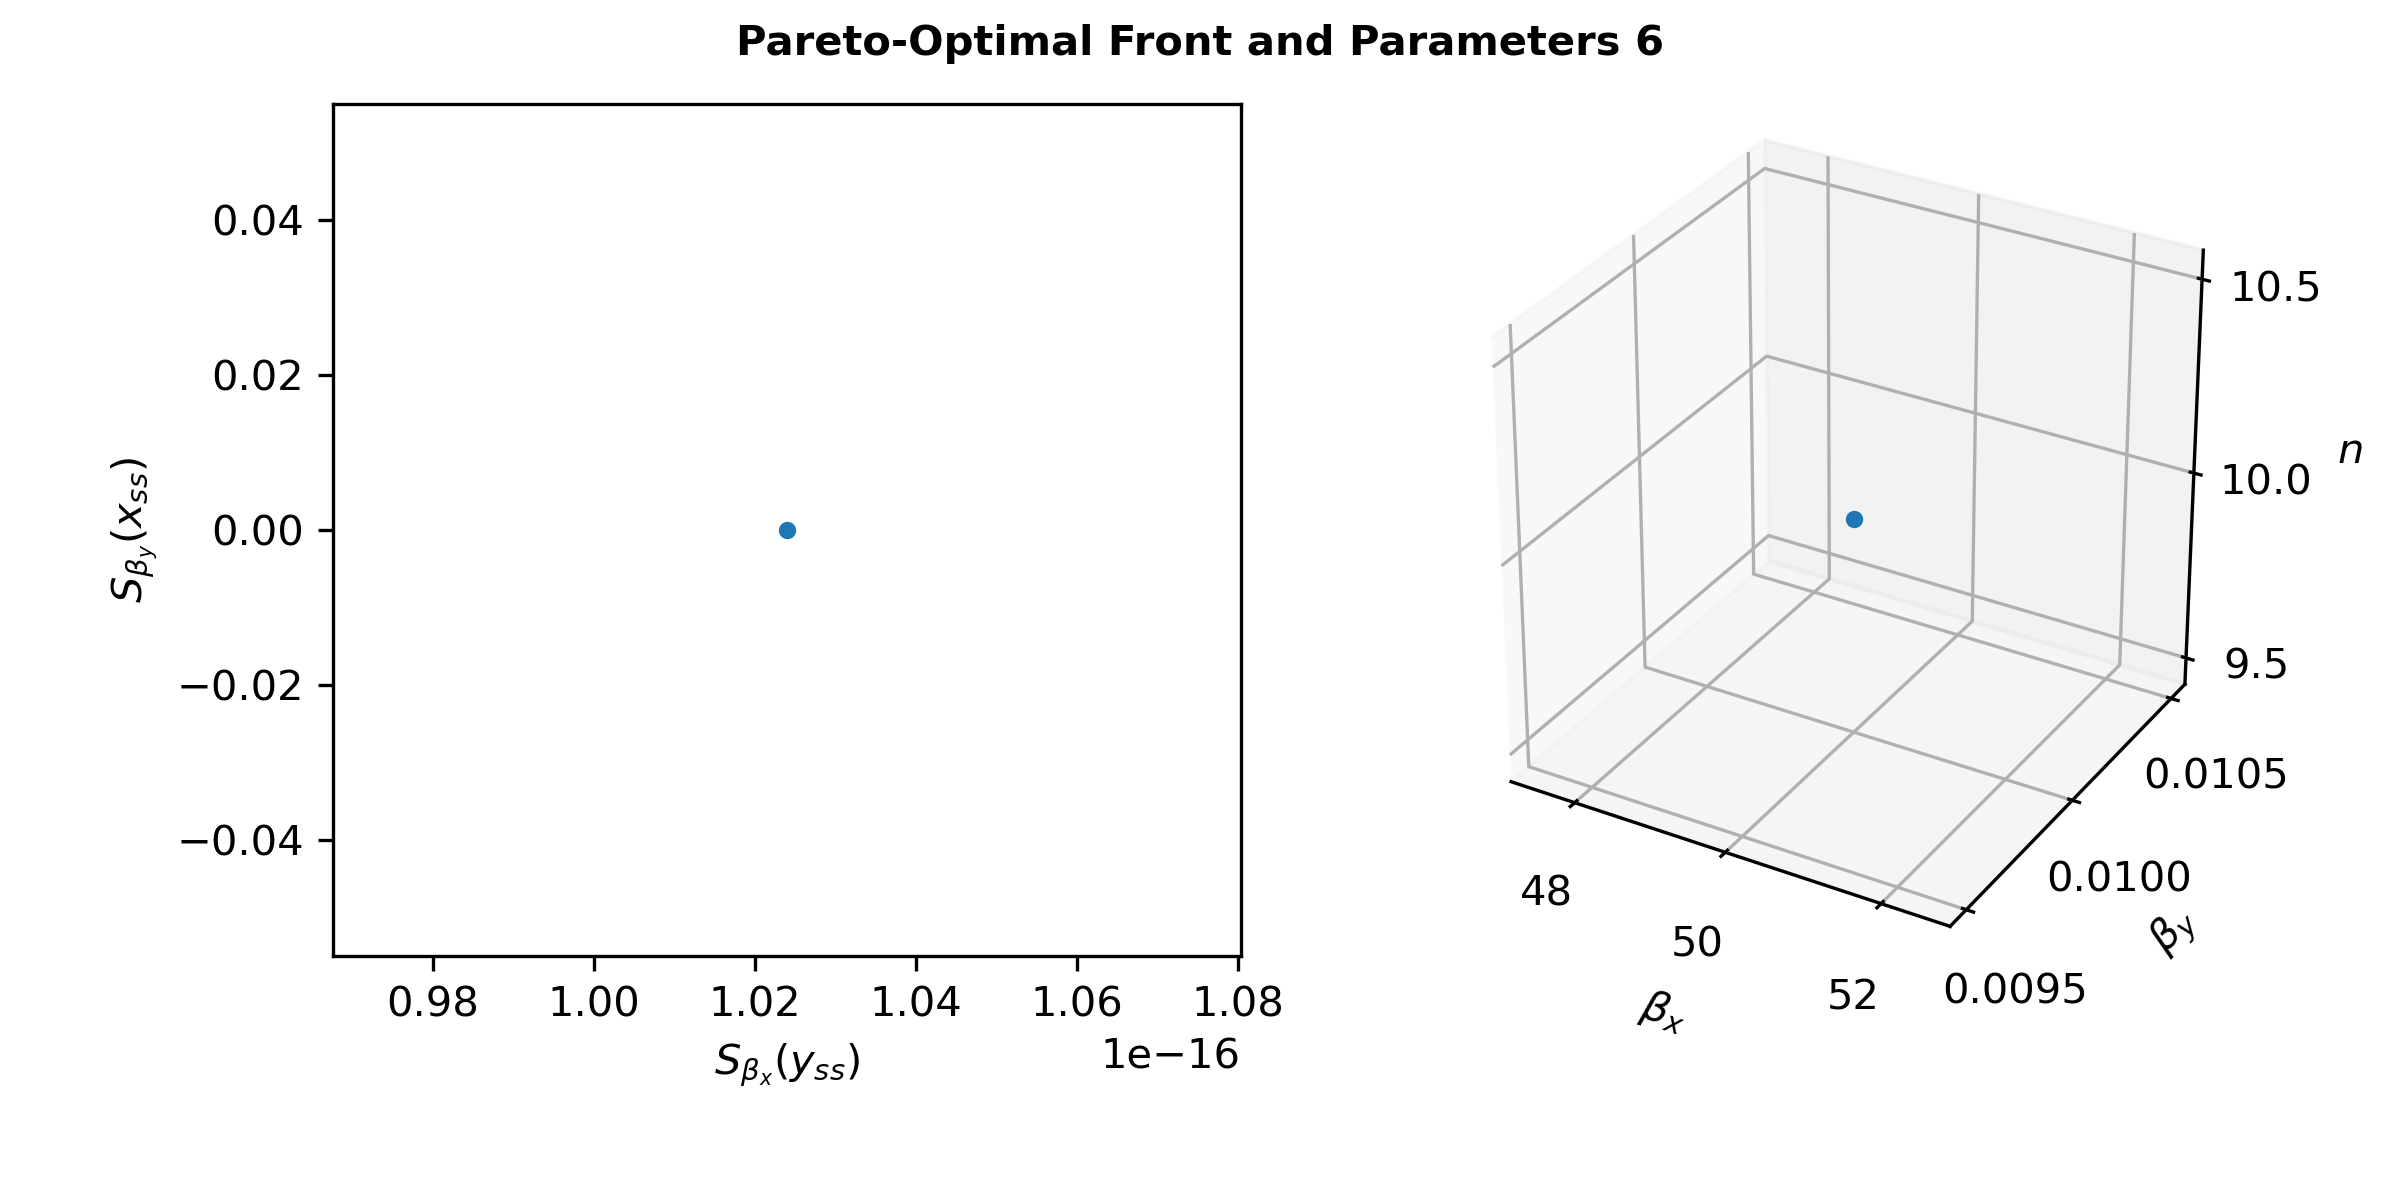 Pareto-Optimal Front and Parameters 6
0.04
0.02
0.00
−0.02
−0.04
S_{β_y}(x_{ss})
0.98 1.00 1.02 1.04 1.06 1.08
1e−16
S_{β_x}(y_{ss})
10.5
10.0
9.5
n
48
50
52
β_x
0.0095
0.0100
0.0105
β_y